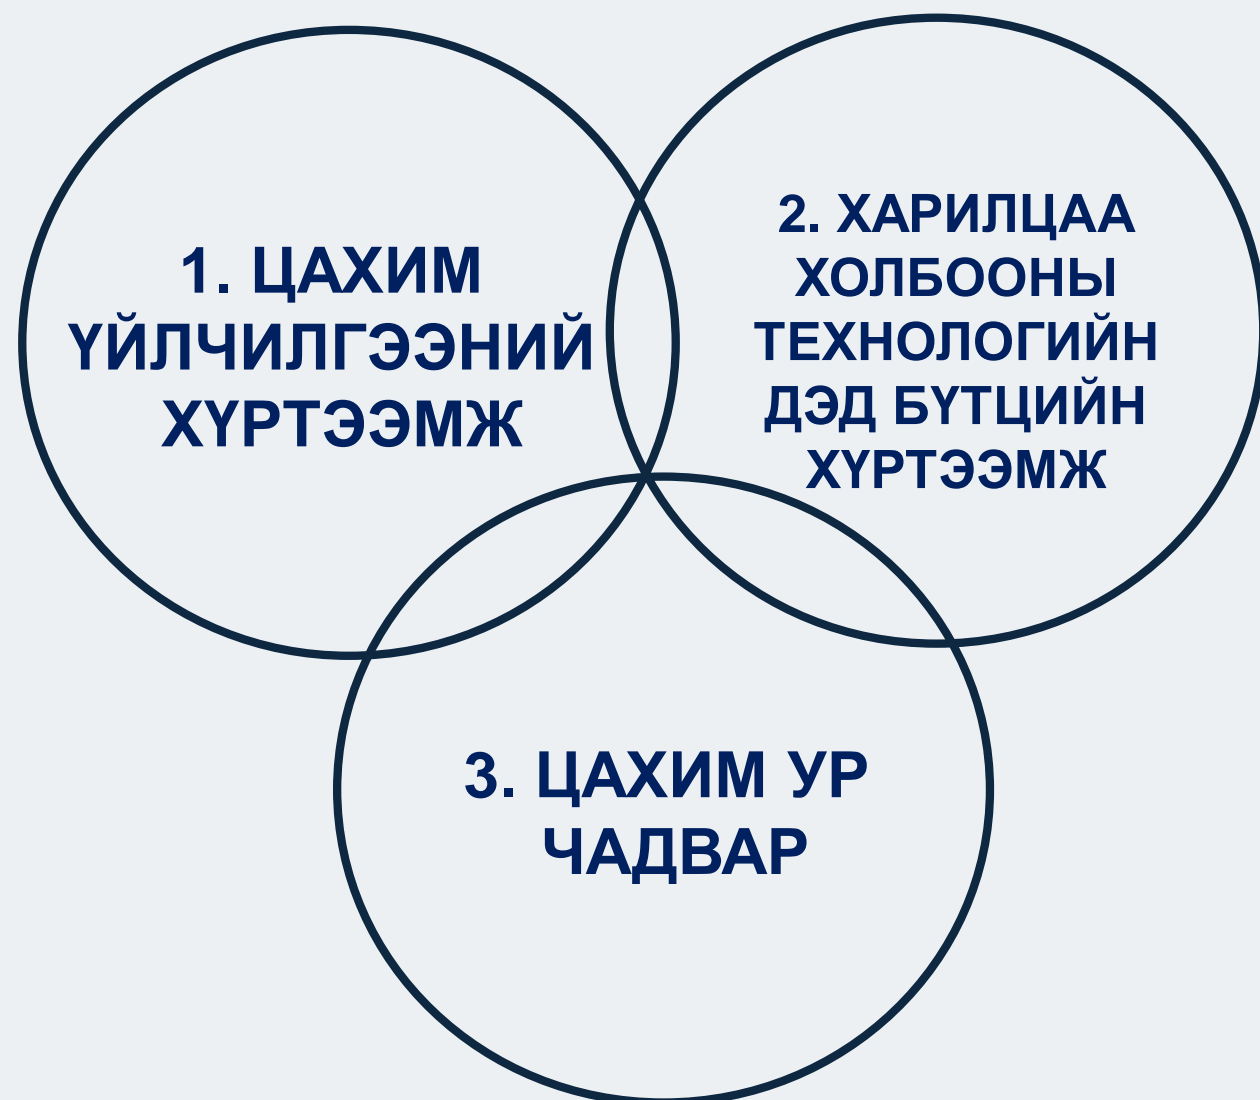 1. ЦАХИМ
ҮЙЛЧИЛГЭЭНИЙ
ХҮРТЭЭМЖ
2. ХАРИЛЦАА
ХОЛБООНЫ
ТЕХНОЛОГИЙН
ДЭД БҮТЦИЙН
ХҮРТЭЭМЖ
3. ЦАХИМ УР
ЧАДВАР